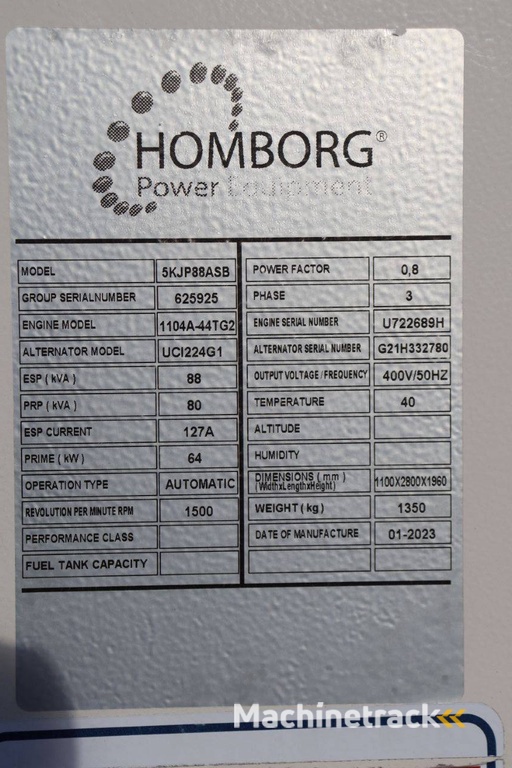 HOMBORG®
Power Equipment
MODEL 5KJP88ASB
GROUP SERIALNUMBER 625925
ENGINE MODEL 1104A-44TG2
ALTERNATOR MODEL UCI224G1
ESP ( kVA ) 88
PRP ( kVA ) 80
ESP CURRENT 127A
PRIME ( kW ) 64
OPERATION TYPE AUTOMATIC
REVOLUTION PER MINUTE RPM 1500
PERFORMANCE CLASS
FUEL TANK CAPACITY
POWER FACTOR 0,8
PHASE 3
ENGINE SERIAL NUMBER U722689H
ALTERNATOR SERIAL NUMBER G21H332780
OUTPUT VOLTAGE / FREQUENCY 400V/50HZ
TEMPERATURE 40
ALTITUDE
HUMIDITY
DIMENSIONS ( mm ) 1100X2800X1960
(WidthxLengthxHeight)
WEIGHT ( kg ) 1350
DATE OF MANUFACTURE 01-2023
Machinetrack